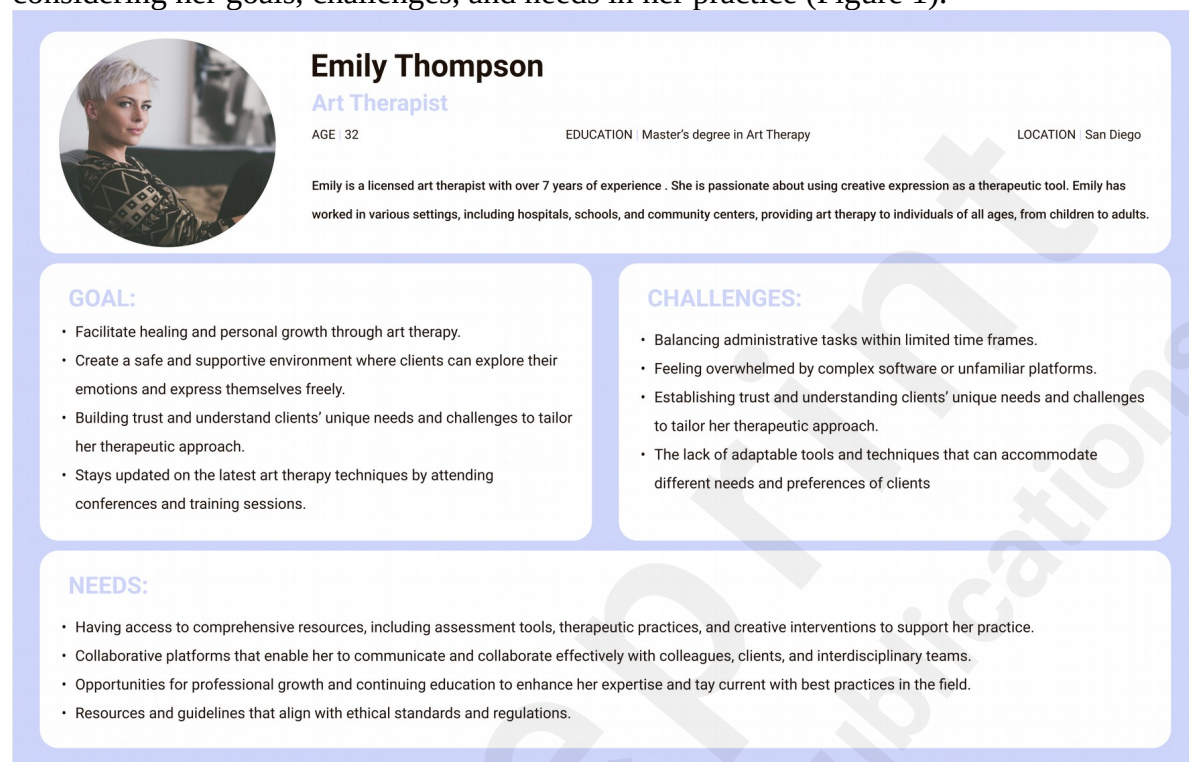 considering her goals, challenges, and needs in her practice (Figure 1).
Emily Thompson
Art Therapist
AGE | 32
EDUCATION | Master's degree in Art Therapy
LOCATION | San Diego
Emily is a licensed art therapist with over 7 years of experience . She is passionate about using creative expression as a therapeutic tool. Emily has
worked in various settings, including hospitals, schools, and community centers, providing art therapy to individuals of all ages, from children to adults.
GOAL:
• Facilitate healing and personal growth through art therapy.
• Create a safe and supportive environment where clients can explore their
emotions and express themselves freely.
• Building trust and understand clients' unique needs and challenges to tailor
her therapeutic approach.
• Stays updated on the latest art therapy techniques by attending
conferences and training sessions.
CHALLENGES:
• Balancing administrative tasks within limited time frames.
• Feeling overwhelmed by complex software or unfamiliar platforms.
• Establishing trust and understanding clients' unique needs and challenges
to tailor her therapeutic approach.
• The lack of adaptable tools and techniques that can accommodate
different needs and preferences of clients
NEEDS:
• Having access to comprehensive resources, including assessment tools, therapeutic practices, and creative interventions to support her practice.
• Collaborative platforms that enable her to communicate and collaborate effectively with colleagues, clients, and interdisciplinary teams.
• Opportunities for professional growth and continuing education to enhance her expertise and tay current with best practices in the field.
• Resources and guidelines that align with ethical standards and regulations.
eprint
ublications